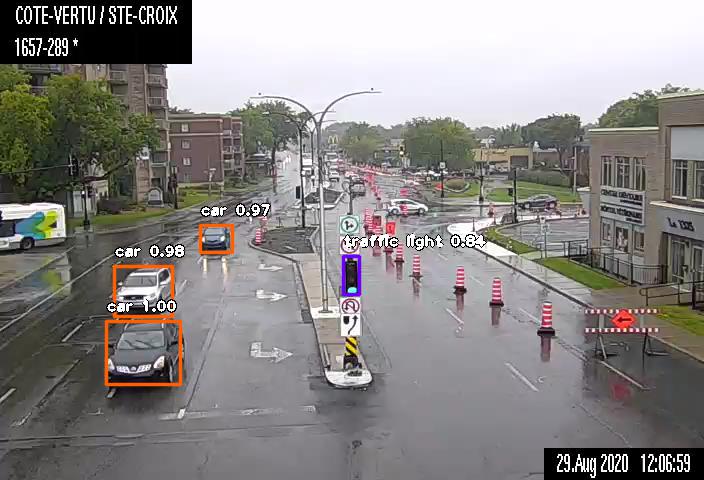 COTE-VERTU / STE-CROIX
1657-289 *
car 0.97
traffic light 0.84
car 0.98
car 1.00
29.Aug 2020 12:06:59